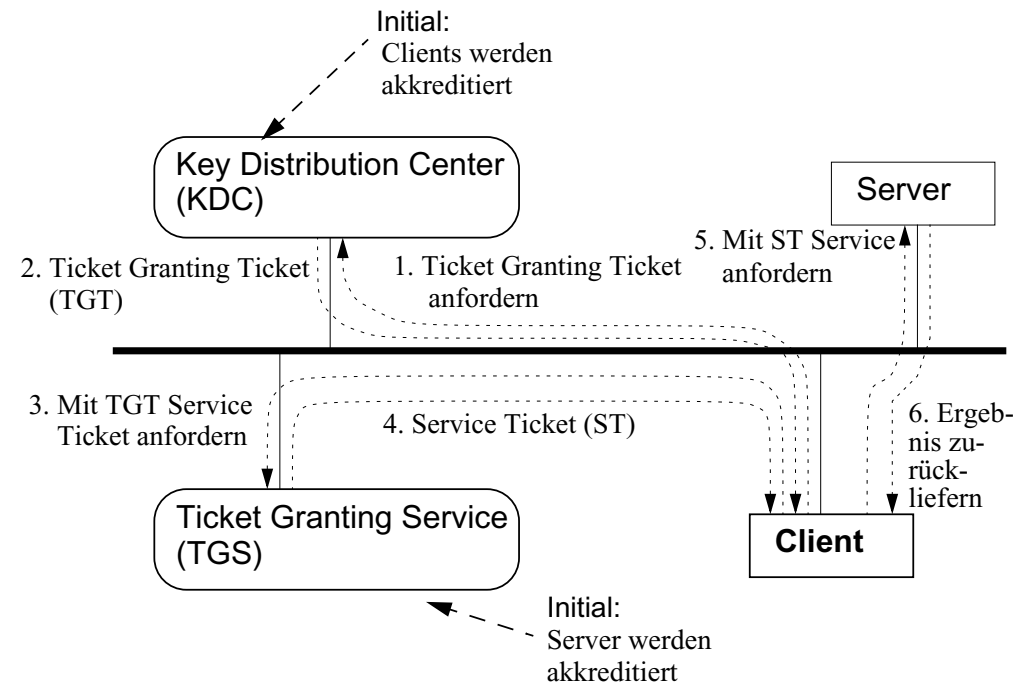 Initial:
Clients werden
akkreditiert
Key Distribution Center
(KDC)
Server
5. Mit ST Service
anfordern
2. Ticket Granting Ticket
(TGT)
1. Ticket Granting Ticket
anfordern
3. Mit TGT Service
Ticket anfordern
4. Service Ticket (ST)
6. Ergeb-
nis zu-
rück-
liefern
Ticket Granting Service
(TGS)
Client
Initial:
Server werden
akkreditiert